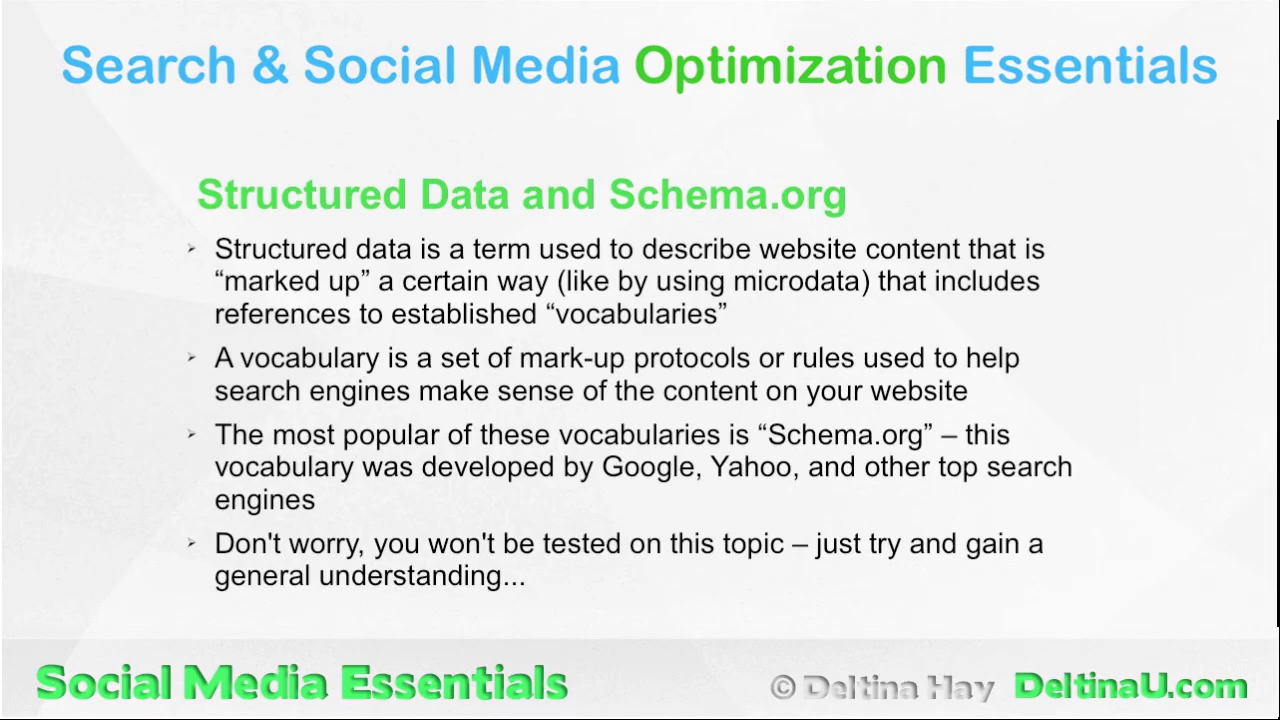 Search & Social Media Optimization Essentials
Structured Data and Schema.org
Structured data is a term used to describe website content that is
“marked up” a certain way (like by using microdata) that includes
references to established “vocabularies”
A vocabulary is a set of mark-up protocols or rules used to help
search engines make sense of the content on your website
The most popular of these vocabularies is “Schema.org” – this
vocabulary was developed by Google, Yahoo, and other top search
engines
Don't worry, you won't be tested on this topic – just try and gain a
general understanding...
Social Media Essentials
© Deltina Hay DeltinaU.com